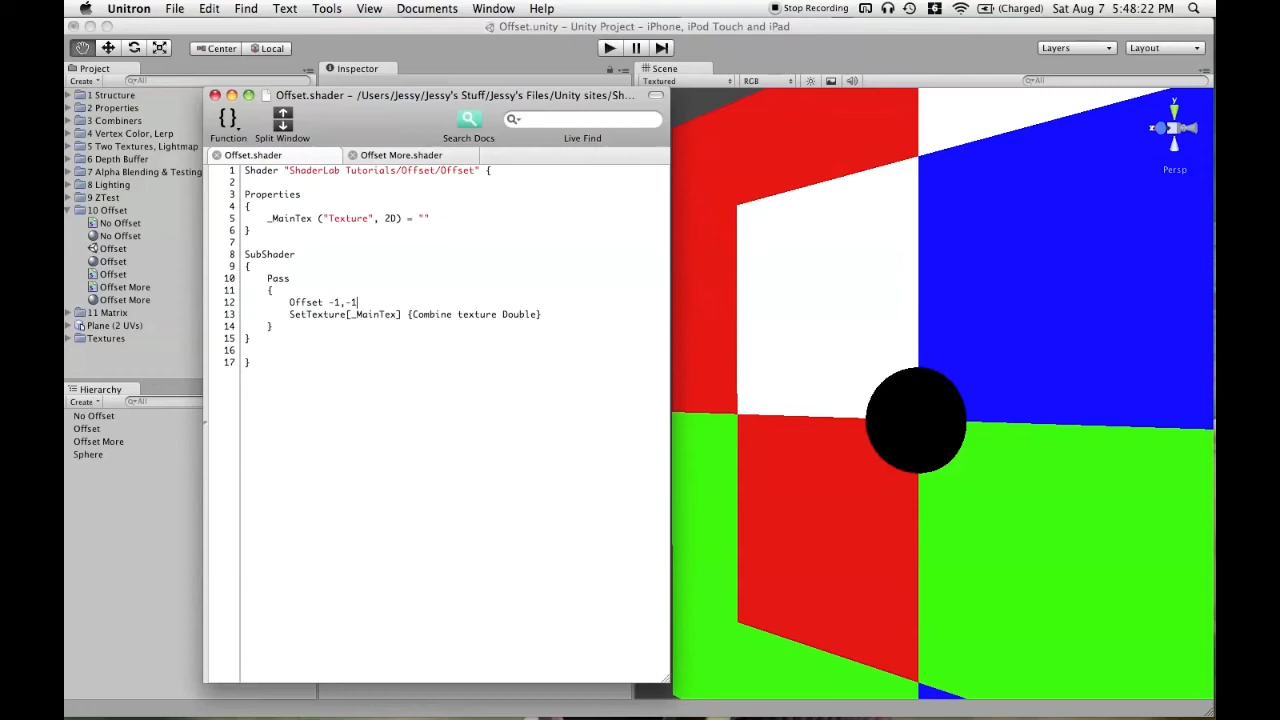 Unitron File Edit Find Text Tools View Documents Window Help Stop Recording (Charged) Sat Aug 7 5:48:22 PM
Offset.unity - Unity Project - iPhone, iPod Touch and iPad
Center Local Layers Layout
Project Inspector Scene
Create All Textured RGB All
1 Structure
2 Properties
3 Combiners
4 Vertex Color, Lerp
5 Two Textures, Lightmap
6 Depth Buffer
7 Alpha Blending & Testing
8 Lighting
9 ZTest
10 Offset
No Offset
No Offset
Offset
Offset
Offset
Offset More
Offset More
11 Matrix
Plane (2 UVs)
Textures
Hierarchy
Create All
No Offset
Offset
Offset More
Sphere
Offset.shader – /Users/Jessy/Jessy's Stuff/Jessy's Files/Unity sites/Sh...
{}
Function Split Window Search Docs Live Find
Offset.shader Offset More.shader
1 Shader "ShaderLab Tutorials/Offset/Offset" {
2
3 Properties
4 {
5 _MainTex ("Texture", 2D) = ""
6 }
7
8 SubShader
9 {
10 Pass
11 {
12 Offset -1,-1
13 SetTexture[_MainTex] {Combine texture Double}
14 }
15 }
16
17 }
y
z
Persp